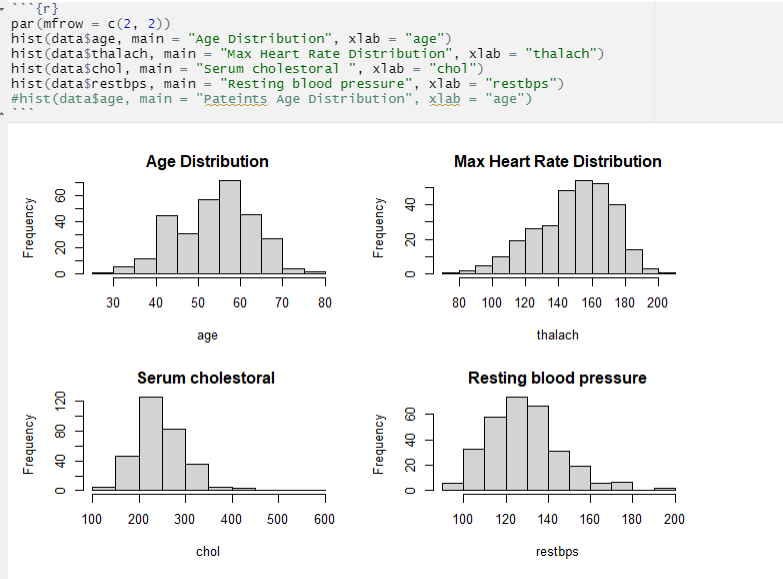 ```{r}
par(mfrow = c(2, 2))
hist(data$age, main = "Age Distribution", xlab = "age")
hist(data$thalach, main = "Max Heart Rate Distribution", xlab = "thalach")
hist(data$chol, main = "Serum cholestoral ", xlab = "chol")
hist(data$restbps, main = "Resting blood pressure", xlab = "restbps")
#hist(data$age, main = "Pateints Age Distribution", xlab = "age")
```
Age Distribution
Frequency
0 20 40 60
30 40 50 60 70 80
age
Max Heart Rate Distribution
Frequency
0 20 40
80 100 120 140 160 180 200
thalach
Serum cholestoral
Frequency
0 40 80 120
100 200 300 400 500 600
chol
Resting blood pressure
Frequency
0 20 40 60
100 120 140 160 180 200
restbps